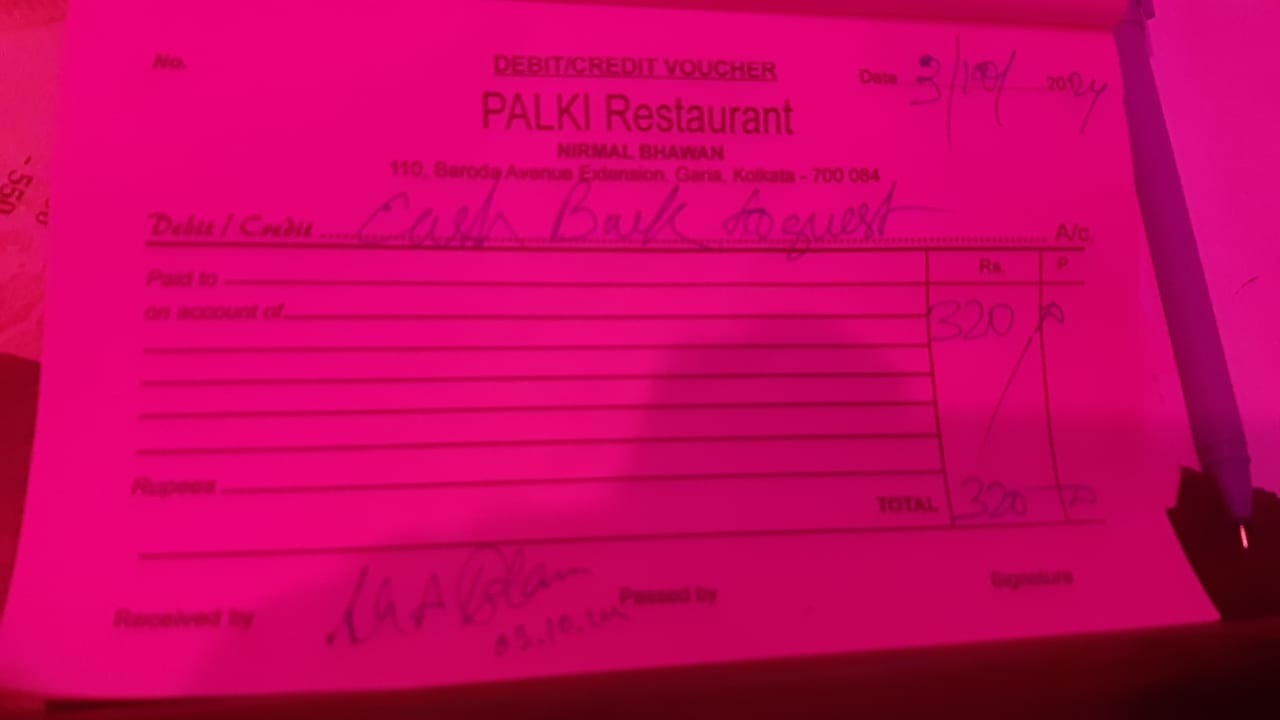 No.
DEBIT/CREDIT VOUCHER
Date 3/10/ 2024
PALKI Restaurant
NIRMAL BHAWAN
110, Baroda Avenue Extension, Garia, Kolkata - 700 084
Debit / Credit Cash Back to guest A/c.
Rs. P.
Paid to
on account of 320
Rupees
TOTAL 320
Received by
03.10.24
Passed by
Signature
550